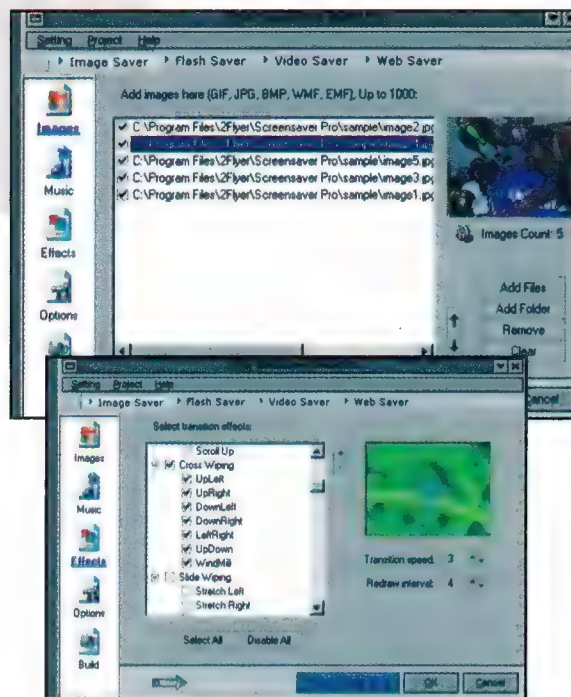 Setting Project Help
Image Saver Flash Saver Video Saver Web Saver
Add images here (GIF, JPG, BMP, WMF, EMF), Up to 1000:
Images
Music
Effects
Options
C:\Program Files\2Flyer\Screensaver Pro\sample\image2.jpg
C:\Program Files\2Flyer\Screensaver Pro\sample\image5.jpg
C:\Program Files\2Flyer\Screensaver Pro\sample\image3.jpg
C:\Program Files\2Flyer\Screensaver Pro\sample\image1.jpg
Images Count: 5
Add Files
Add Folder
Remove
Clear
Cancel
Setting Project Help
Image Saver Flash Saver Video Saver Web Saver
Select transition effects:
Images
Music
Effects
Options
Build
Scroll Up
Cross Wiping
UpLeft
UpRight
DownLeft
DownRight
LeftRight
UpDown
WindMill
Slide Wiping
Stretch Left
Stretch Right
Select All Disable All
Transition speed: 3
Redraw interval: 4
OK Cancel